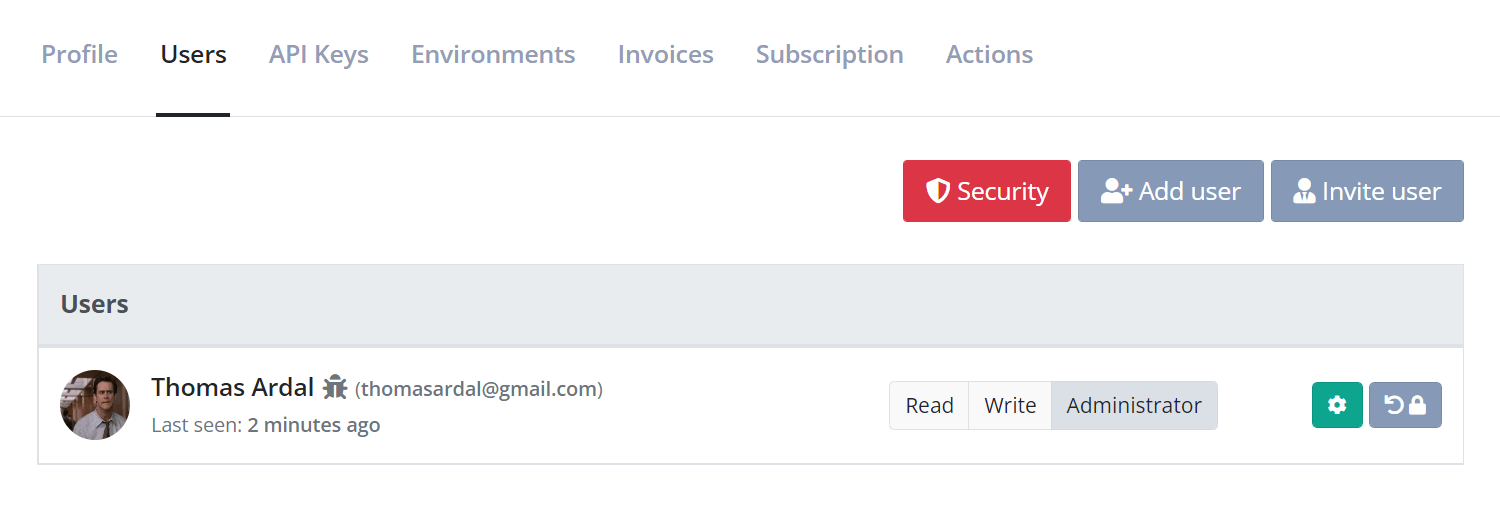 Profile Users API Keys Environments Invoices Subscription Actions
Security Add user Invite user
Users
Thomas Ardal (thomasardal@gmail.com)
Last seen: 2 minutes ago
Read Write Administrator